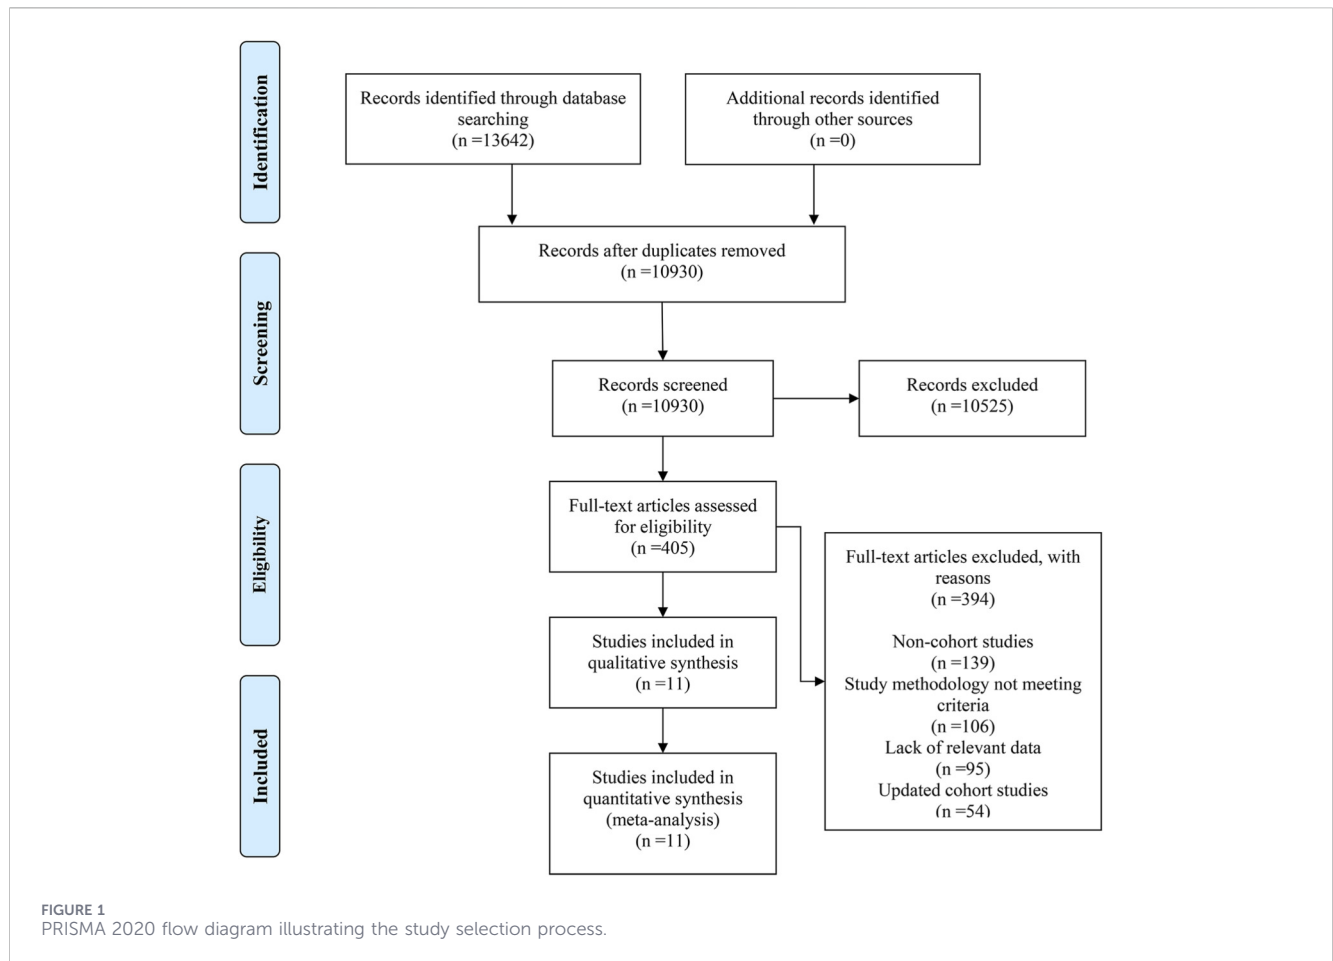 Identification
Records identified through database
searching
(n =13642)
Additional records identified
through other sources
(n =0)
Records after duplicates removed
(n =10930)
Screening
Records screened
(n =10930)
Records excluded
(n =10525)
Eligibility
Full-text articles assessed
for eligibility
(n =405)
Full-text articles excluded, with
reasons
(n =394)
Non-cohort studies
(n =139)
Study methodology not meeting
criteria
(n =106)
Lack of relevant data
(n =95)
Updated cohort studies
(n =54)
Studies included in
qualitative synthesis
(n =11)
Included
Studies included in
quantitative synthesis
(meta-analysis)
(n =11)
FIGURE 1
PRISMA 2020 flow diagram illustrating the study selection process.